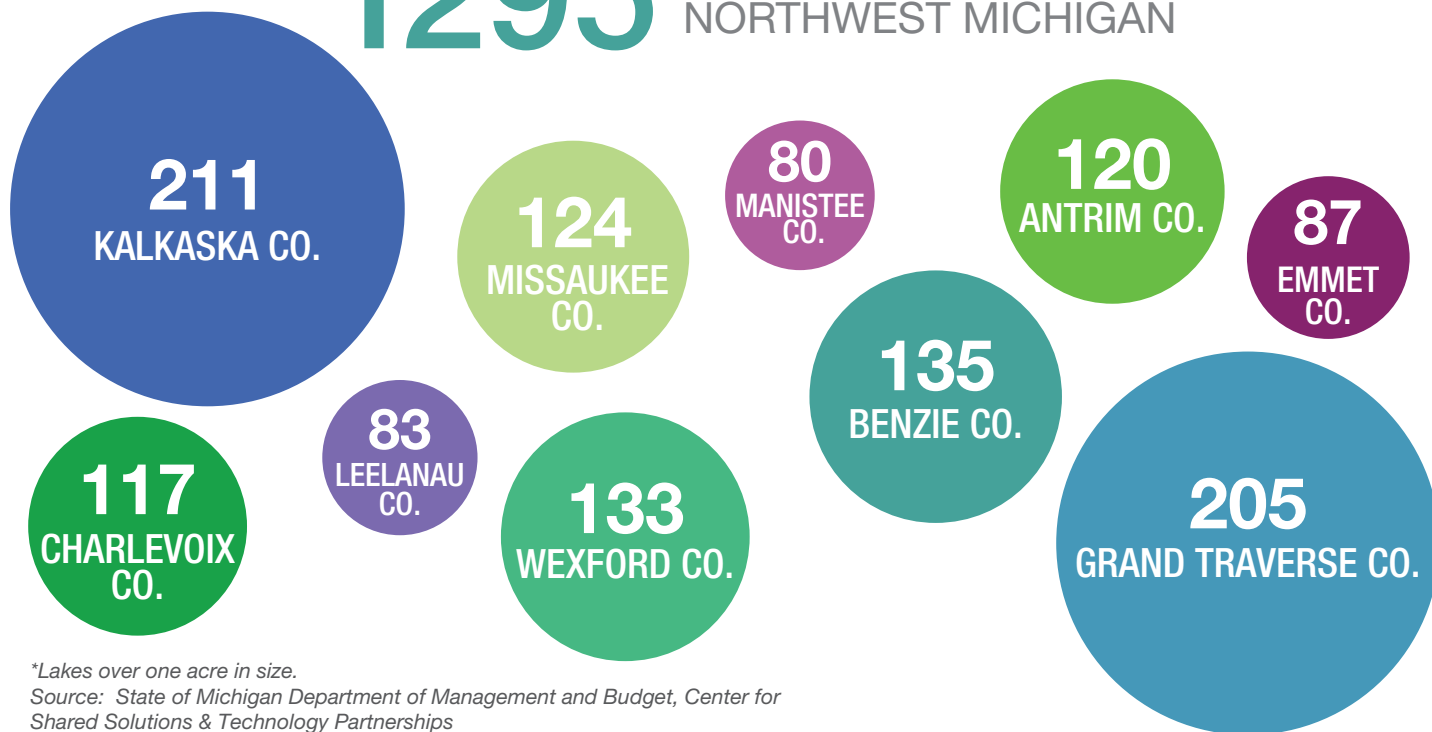 1295
NORTHWEST MICHIGAN
211
KALKASKA CO.
124
MISSAUKEE
CO.
80
MANISTEE
CO.
120
ANTRIM CO.
87
EMMET
CO.
135
BENZIE CO.
117
CHARLEVOIX
CO.
83
LEELANAU
CO.
133
WEXFORD CO.
205
GRAND TRAVERSE CO.
*Lakes over one acre in size.
Source: State of Michigan Department of Management and Budget, Center for
Shared Solutions & Technology Partnerships